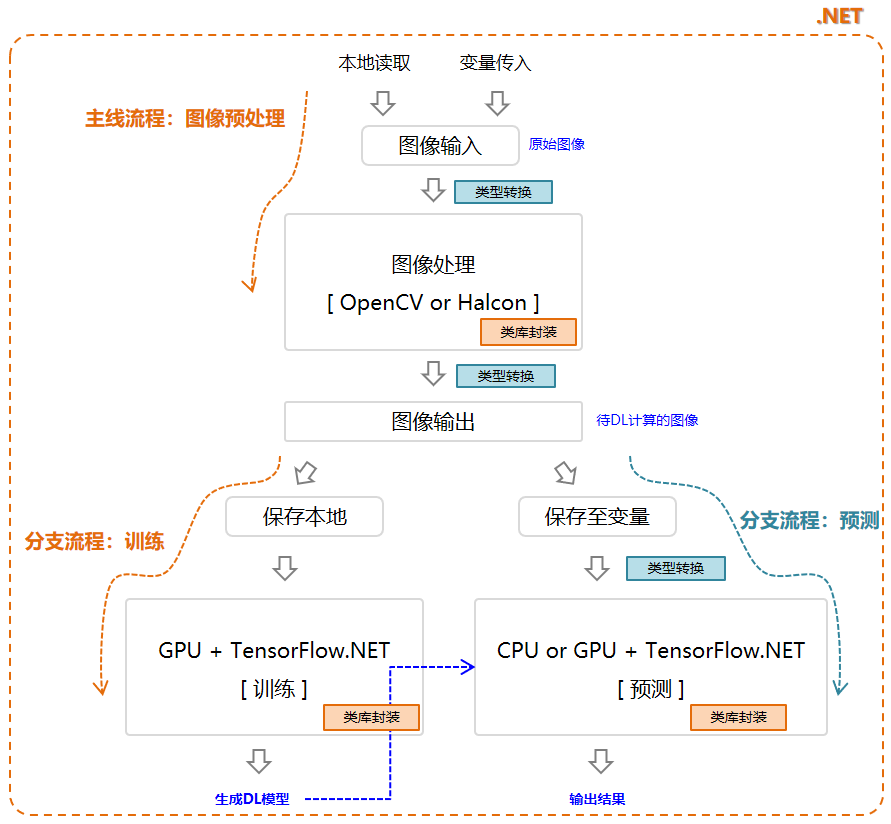 .NET
本地读取
变量传入
主线流程：图像预处理
图像输入
原始图像
类型转换
图像处理
[ OpenCV or Halcon ]
类库封装
类型转换
图像输出
待DL计算的图像
保存本地
保存至变量
分支流程：训练
分支流程：预测
类型转换
GPU + TensorFlow.NET
[ 训练 ]
类库封装
CPU or GPU + TensorFlow.NET
[ 预测 ]
类库封装
生成DL模型
输出结果